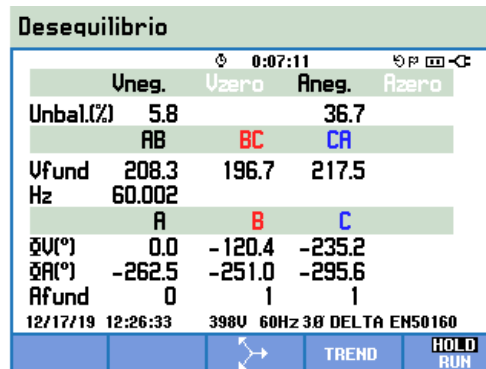 Desequilibrio
0:07:11
Vneg. Vzero Aneg. Azero
Unbal.(%) 5.8 36.7
AB BC CA
Vfund 208.3 196.7 217.5
Hz 60.002
A B C
ΦV(°) 0.0 -120.4 -235.2
ΦA(°) -262.5 -251.0 -295.6
Afund 0 1 1
12/17/19 12:26:33 398V 60Hz 3Ø DELTA EN50160
TREND HOLD
RUN